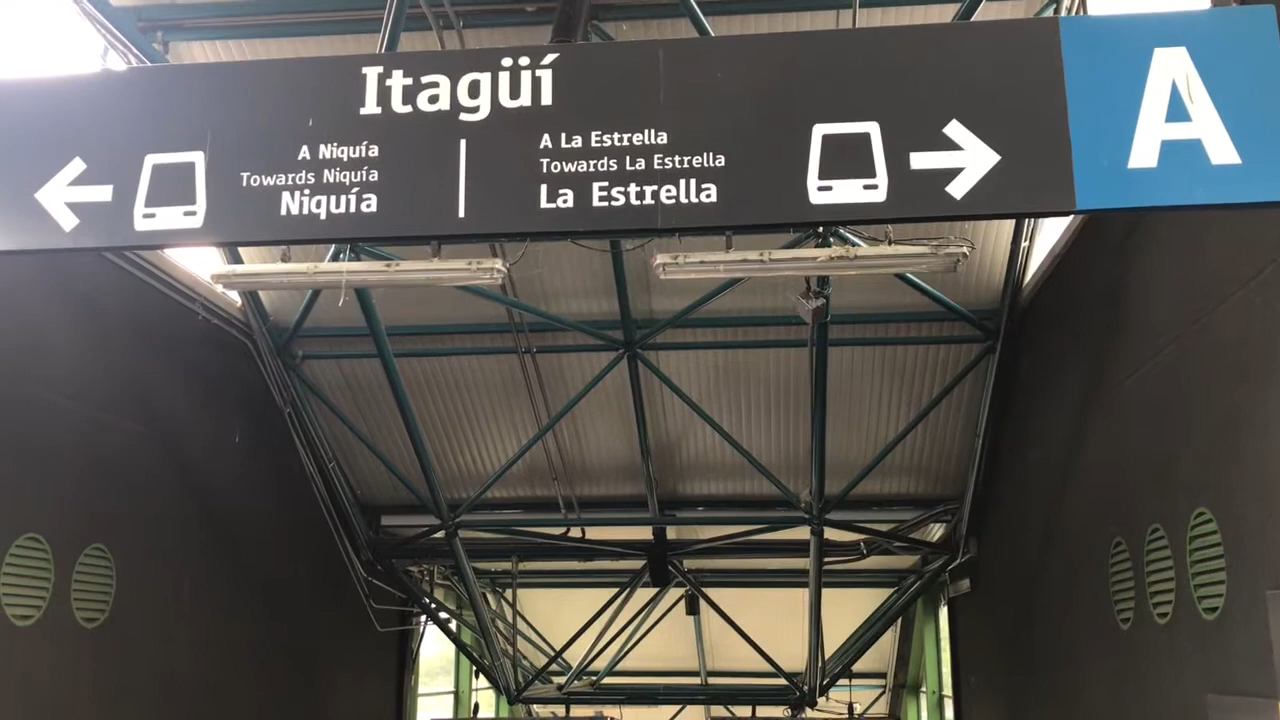 Itagüí
A Niquía
Towards Niquía
Niquía
A La Estrella
Towards La Estrella
La Estrella
A